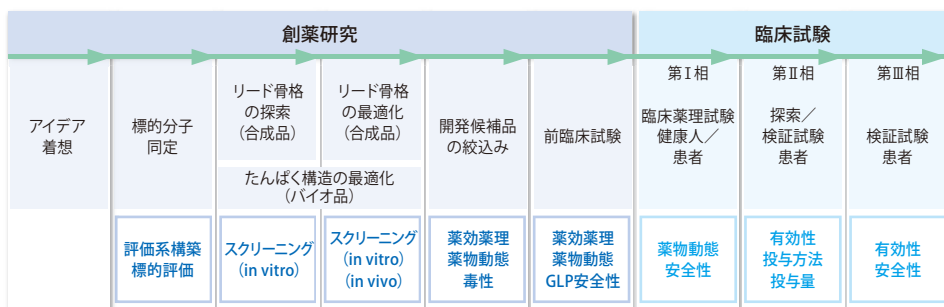 創薬研究
臨床試験
アイデア
着想
標的分子
同定
リード骨格
の探索
(合成品)
リード骨格
の最適化
(合成品)
たんぱく構造の最適化
(バイオ品)
開発候補品
の絞込み
前臨床試験
第Ⅰ相
臨床薬理試験
健康人／
患者
第Ⅱ相
探索／
検証試験
患者
第Ⅲ相
検証試験
患者
評価系構築
標的評価
スクリーニング
(in vitro)
スクリーニング
(in vitro)
(in vivo)
薬効薬理
薬物動態
毒性
薬効薬理
薬物動態
GLP安全性
薬物動態
安全性
有効性
投与方法
投与量
有効性
安全性